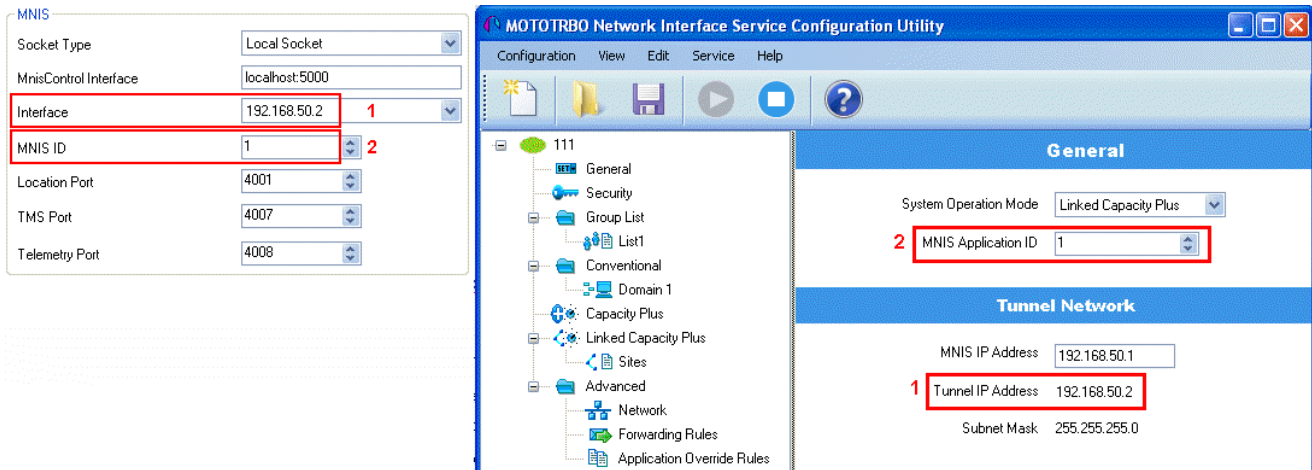 MNIS
Socket Type Local Socket
MnisControl Interface localhost:5000
Interface 192.168.50.2 1
MNIS ID 1 2
Location Port 4001
TMS Port 4007
Telemetry Port 4008
MOTOTRBO Network Interface Service Configuration Utility
Configuration View Edit Service Help
111
SET General
Security
Group List
List1
Conventional
Domain 1
Capacity Plus
Linked Capacity Plus
Sites
Advanced
Network
Forwarding Rules
Application Override Rules
General
System Operation Mode Linked Capacity Plus
2 MNIS Application ID 1
Tunnel Network
MNIS IP Address 192.168.50.1
1 Tunnel IP Address 192.168.50.2
Subnet Mask 255.255.255.0